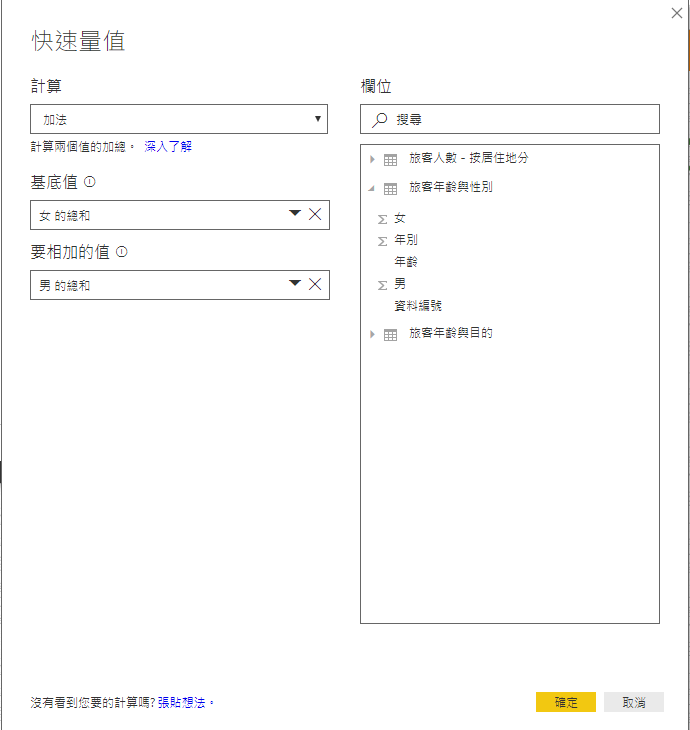 快速量值
計算
加法
計算兩個值的加總。 深入了解
基底值
女 的總和
要相加的值
男 的總和
欄位
搜尋
旅客人數 - 按居住地分
旅客年齡與性別
女
年別
年齡
男
資料編號
旅客年齡與目的
沒有看到您要的計算嗎? 張貼想法。
確定
取消